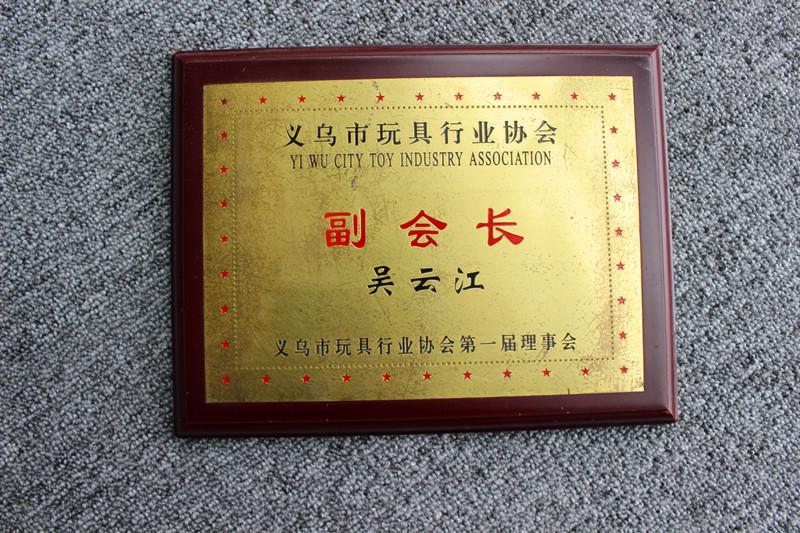 义乌市玩具行业协会
YI WU CITY TOY INDUSTRY ASSOCIATION
副会长
吴云江
义乌市玩具行业协会第一届理事会